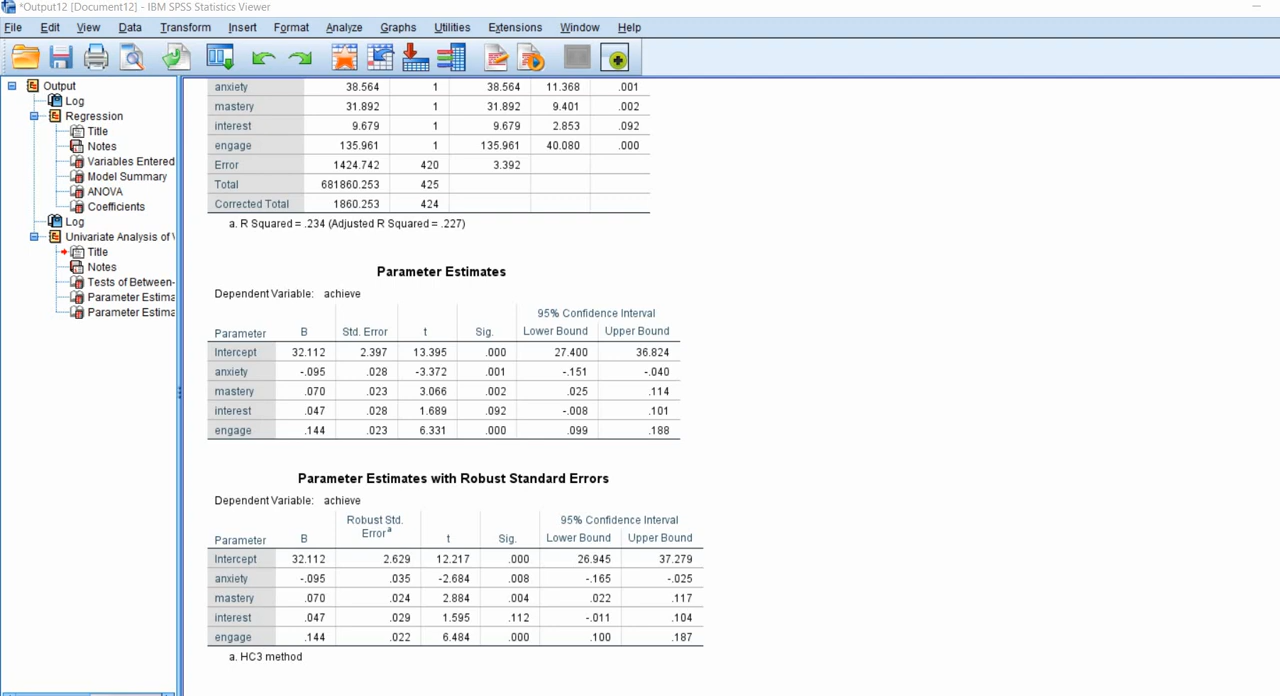 *Output12 [Document12] - IBM SPSS Statistics Viewer
File Edit View Data Transform Insert Format Analyze Graphs Utilities Extensions Window Help
Output
Log
Regression
Title
Notes
Variables Entered
Model Summary
ANOVA
Coefficients
Log
Univariate Analysis of
Title
Notes
Tests of Between-
Parameter Estima
Parameter Estima
anxiety 38.564 1 38.564 11.368 .001
mastery 31.892 1 31.892 9.401 .002
interest 9.679 1 9.679 2.853 .092
engage 135.961 1 135.961 40.080 .000
Error 1424.742 420 3.392
Total 681860.253 425
Corrected Total 1860.253 424
a. R Squared = .234 (Adjusted R Squared = .227)
Parameter Estimates
Dependent Variable: achieve
95% Confidence Interval
Parameter B Std. Error t Sig. Lower Bound Upper Bound
Intercept 32.112 2.397 13.395 .000 27.400 36.824
anxiety -.095 .028 -3.372 .001 -.151 -.040
mastery .070 .023 3.066 .002 .025 .114
interest .047 .028 1.689 .092 -.008 .101
engage .144 .023 6.331 .000 .099 .188
Parameter Estimates with Robust Standard Errors
Dependent Variable: achieve
Robust Std. 95% Confidence Interval
Parameter B Error a t Sig. Lower Bound Upper Bound
Intercept 32.112 2.629 12.217 .000 26.945 37.279
anxiety -.095 .035 -2.684 .008 -.165 -.025
mastery .070 .024 2.884 .004 .022 .117
interest .047 .029 1.595 .112 -.011 .104
engage .144 .022 6.484 .000 .100 .187
a. HC3 method